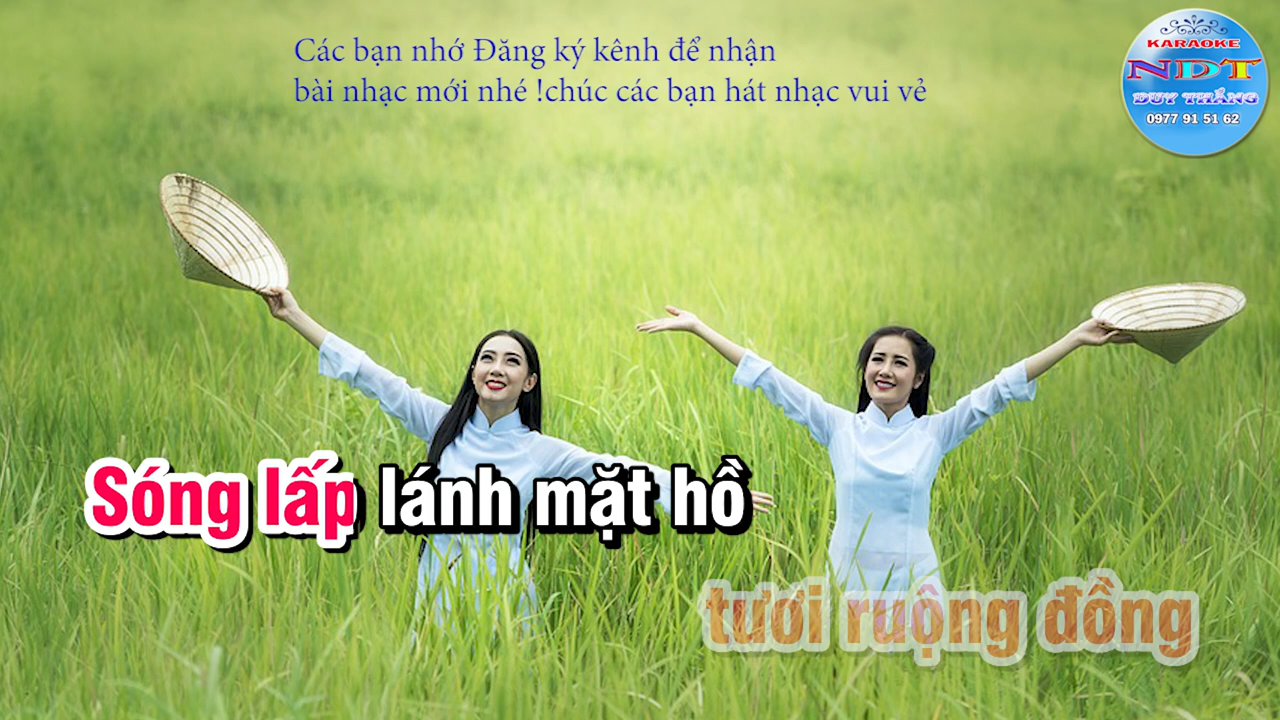 Các bạn nhớ Đăng ký kênh để nhận
bài nhạc mới nhé !chúc các bạn hát nhạc vui vẻ
KARAOKE
NDT
DUY THẮNG
0977 91 51 62
Sóng lấp lánh mặt hồ
tươi ruộng đồng